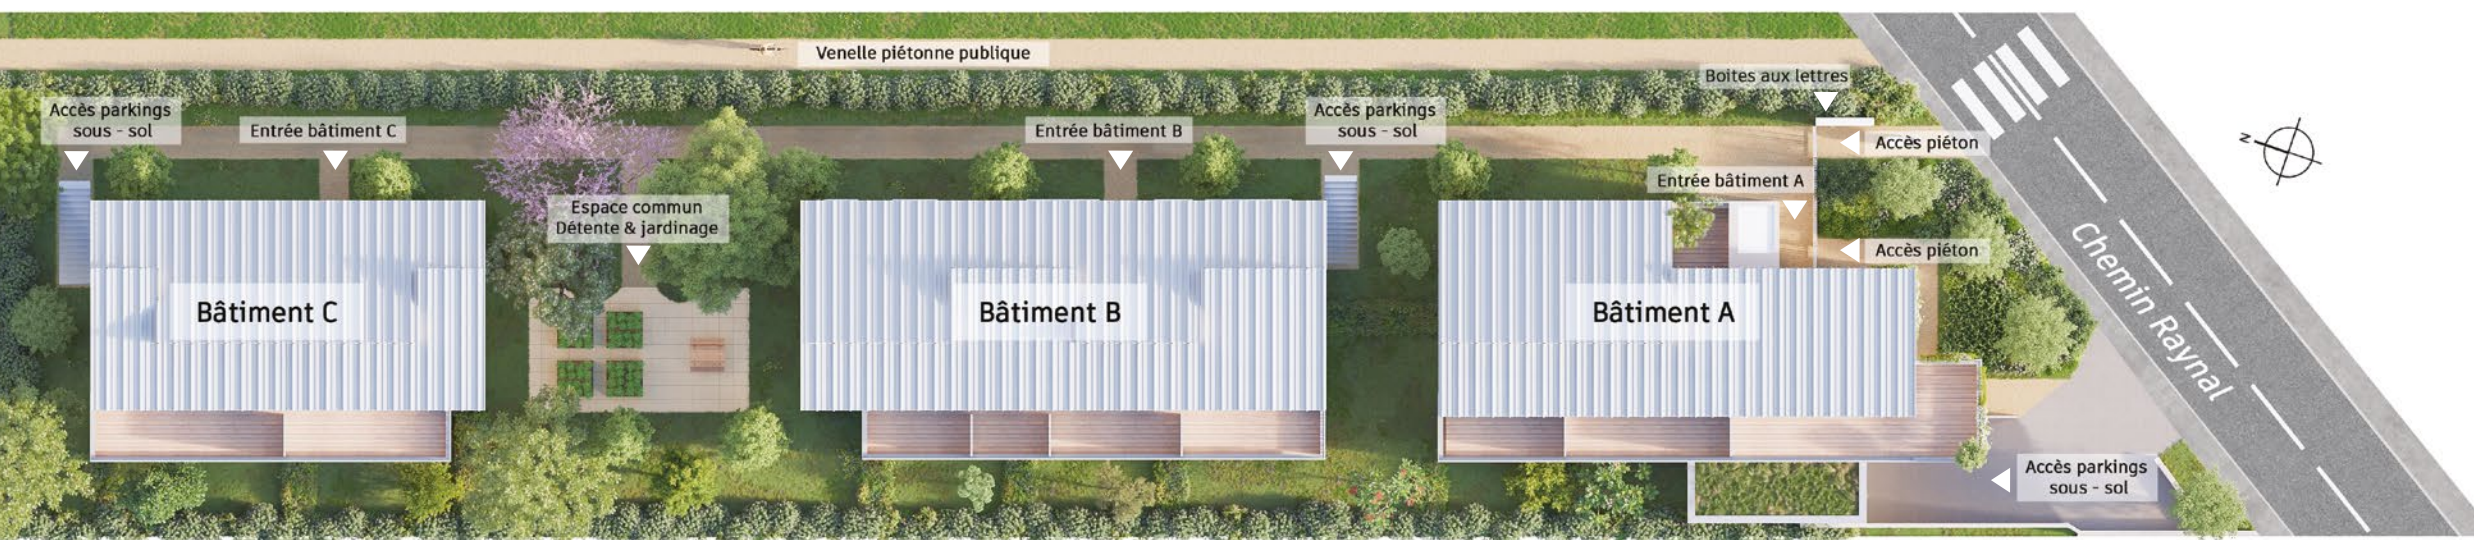 Venelle piétonne publique
Boites aux lettres
Accès parkings
sous - sol
Entrée bâtiment C
Entrée bâtiment B
Accès parkings
sous - sol
Accès piéton
Entrée bâtiment A
Espace commun
Détente & jardinage
Accès piéton
Bâtiment C
Bâtiment B
Bâtiment A
Chemin Raynal
Accès parkings
sous - sol
N